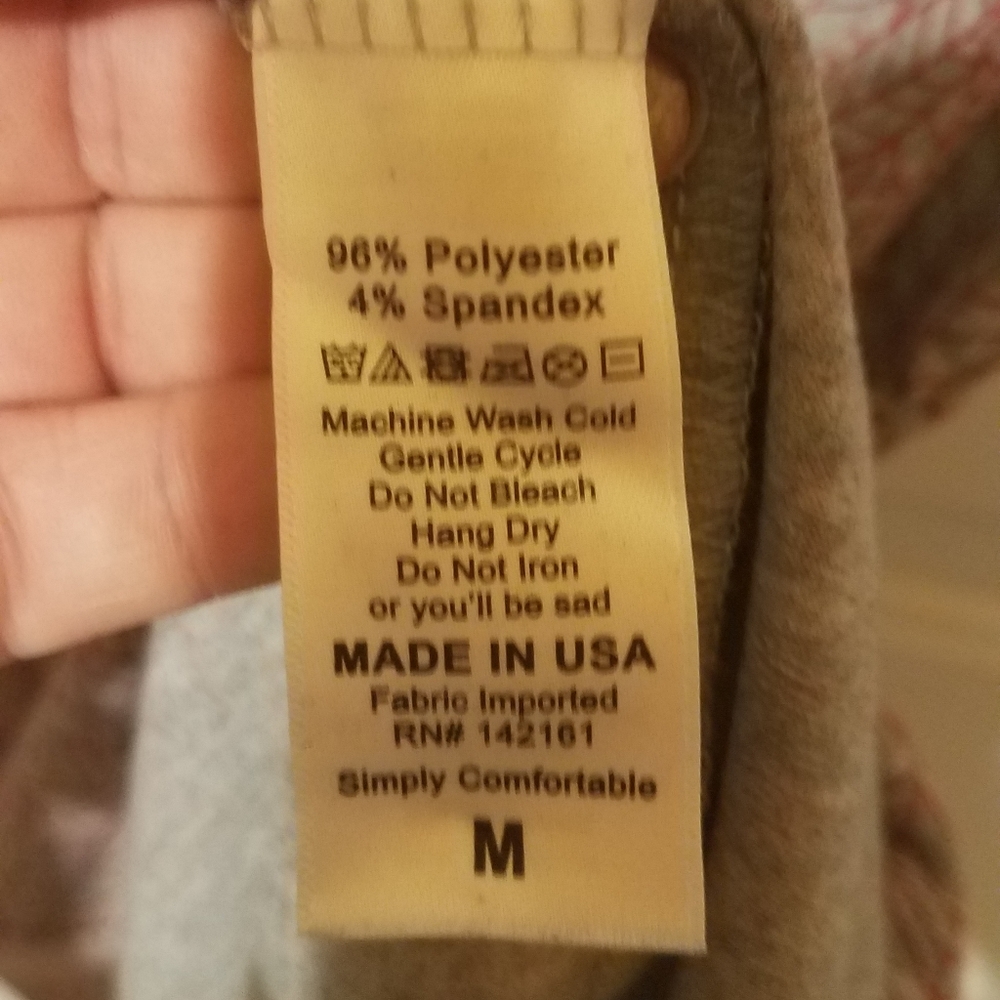 96% Polyester
4% Spandex
Machine Wash Cold
Gentle Cycle
Do Not Bleach
Hang Dry
Do Not Iron
or you'll be sad
MADE IN USA
Fabric Imported
RN# 142161
Simply Comfortable
M